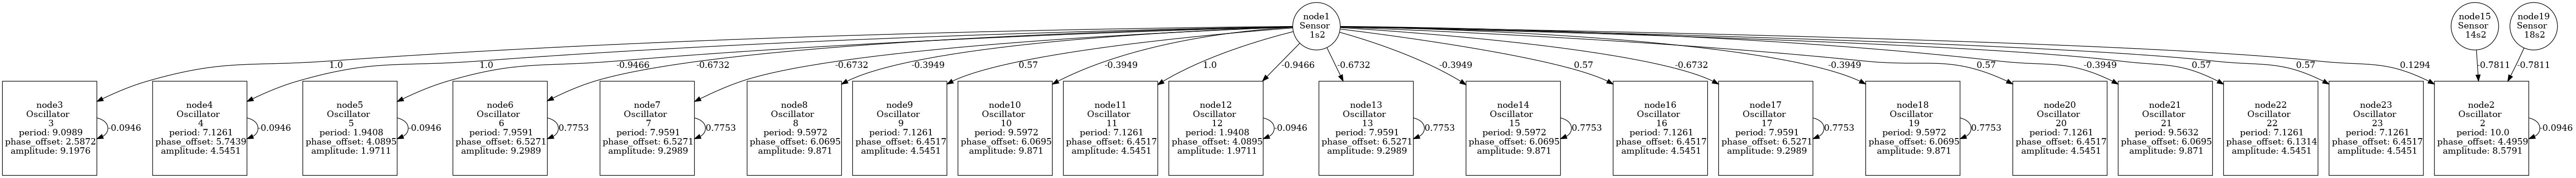 node1
Sensor
1s2
node15
Sensor
14s2
node19
Sensor
18s2
1.0
1.0
-0.9466
-0.6732
-0.6732
-0.3949
0.57
-0.3949
1.0
-0.9466
-0.6732
-0.3949
0.57
-0.6732
-0.3949
0.57
-0.3949
0.57
0.57
0.1294
-0.7811
-0.7811
node3
Oscillator
3
period: 9.0989
phase_offset: 2.5872
amplitude: 9.1976
-0.0946
node4
Oscillator
4
period: 7.1261
phase_offset: 5.7439
amplitude: 4.5451
-0.0946
node5
Oscillator
5
period: 1.9408
phase_offset: 4.0895
amplitude: 1.9711
-0.0946
node6
Oscillator
6
period: 7.9591
phase_offset: 6.5271
amplitude: 9.2989
0.7753
node7
Oscillator
7
period: 7.9591
phase_offset: 6.5271
amplitude: 9.2989
0.7753
node8
Oscillator
8
period: 9.5972
phase_offset: 6.0695
amplitude: 9.871
node9
Oscillator
9
period: 7.1261
phase_offset: 6.4517
amplitude: 4.5451
node10
Oscillator
10
period: 9.5972
phase_offset: 6.0695
amplitude: 9.871
node11
Oscillator
11
period: 7.1261
phase_offset: 6.4517
amplitude: 4.5451
node12
Oscillator
12
period: 1.9408
phase_offset: 4.0895
amplitude: 1.9711
-0.0946
node13
Oscillator
13
period: 7.9591
phase_offset: 6.5271
amplitude: 9.2989
0.7753
node14
Oscillator
15
period: 9.5972
phase_offset: 6.0695
amplitude: 9.871
0.7753
node16
Oscillator
16
period: 7.1261
phase_offset: 6.4517
amplitude: 4.5451
node17
Oscillator
17
period: 7.9591
phase_offset: 6.5271
amplitude: 9.2989
0.7753
node18
Oscillator
19
period: 9.5972
phase_offset: 6.0695
amplitude: 9.871
0.7753
node20
Oscillator
20
period: 7.1261
phase_offset: 6.4517
amplitude: 4.5451
node21
Oscillator
21
period: 9.5632
phase_offset: 6.0695
amplitude: 9.871
node22
Oscillator
22
period: 7.1261
phase_offset: 6.1314
amplitude: 4.5451
node23
Oscillator
23
period: 7.1261
phase_offset: 6.4517
amplitude: 4.5451
node2
Oscillator
2
period: 10.0
phase_offset: 4.4959
amplitude: 8.5791
-0.0946